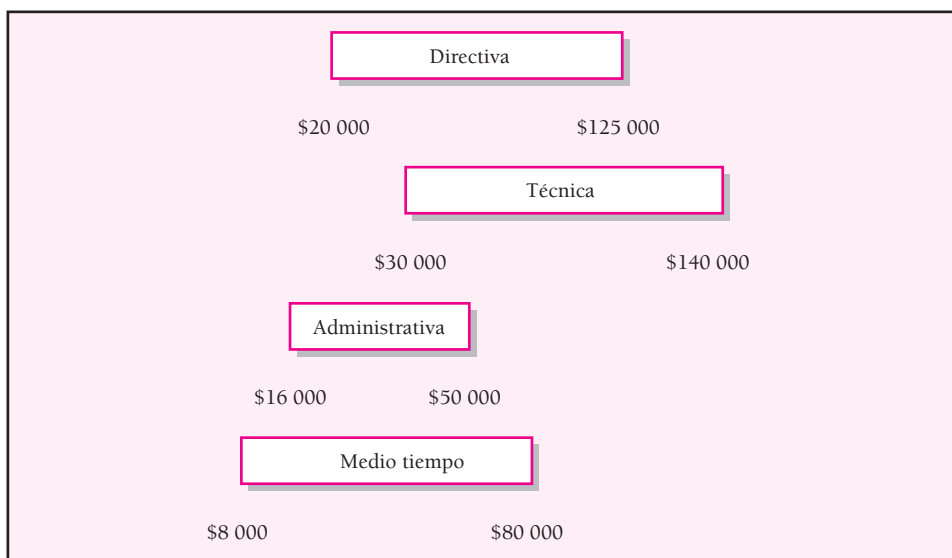 Directiva
$20 000 $125 000
Técnica
$30 000 $140 000
Administrativa
$16 000 $50 000
Medio tiempo
$8 000 $80 000